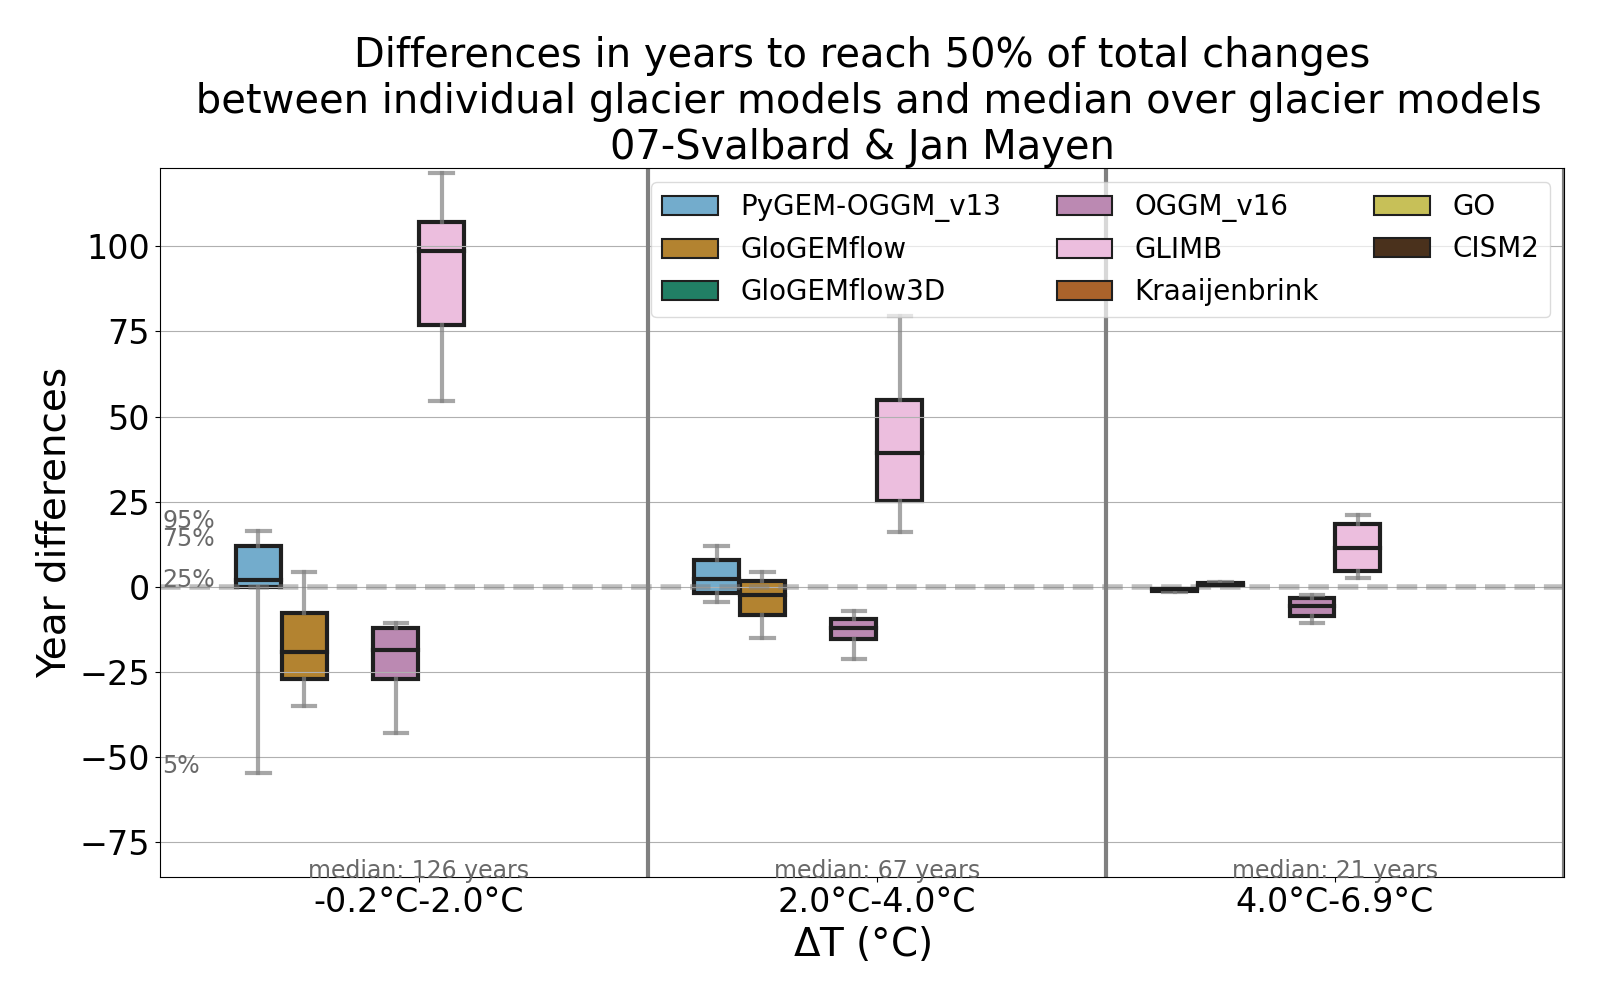 Differences in years to reach 50% of total changes
between individual glacier models and median over glacier models
07-Svalbard & Jan Mayen
PyGEM-OGGM_v13
GloGEMflow
GloGEMflow3D
OGGM_v16
GLIMB
Kraaijenbrink
GO
CISM2
Year differences
100
75
50
25
0
−25
−50
−75
95%
75%
25%
5%
median: 126 years
median: 67 years
median: 21 years
-0.2°C-2.0°C
2.0°C-4.0°C
4.0°C-6.9°C
ΔT (°C)